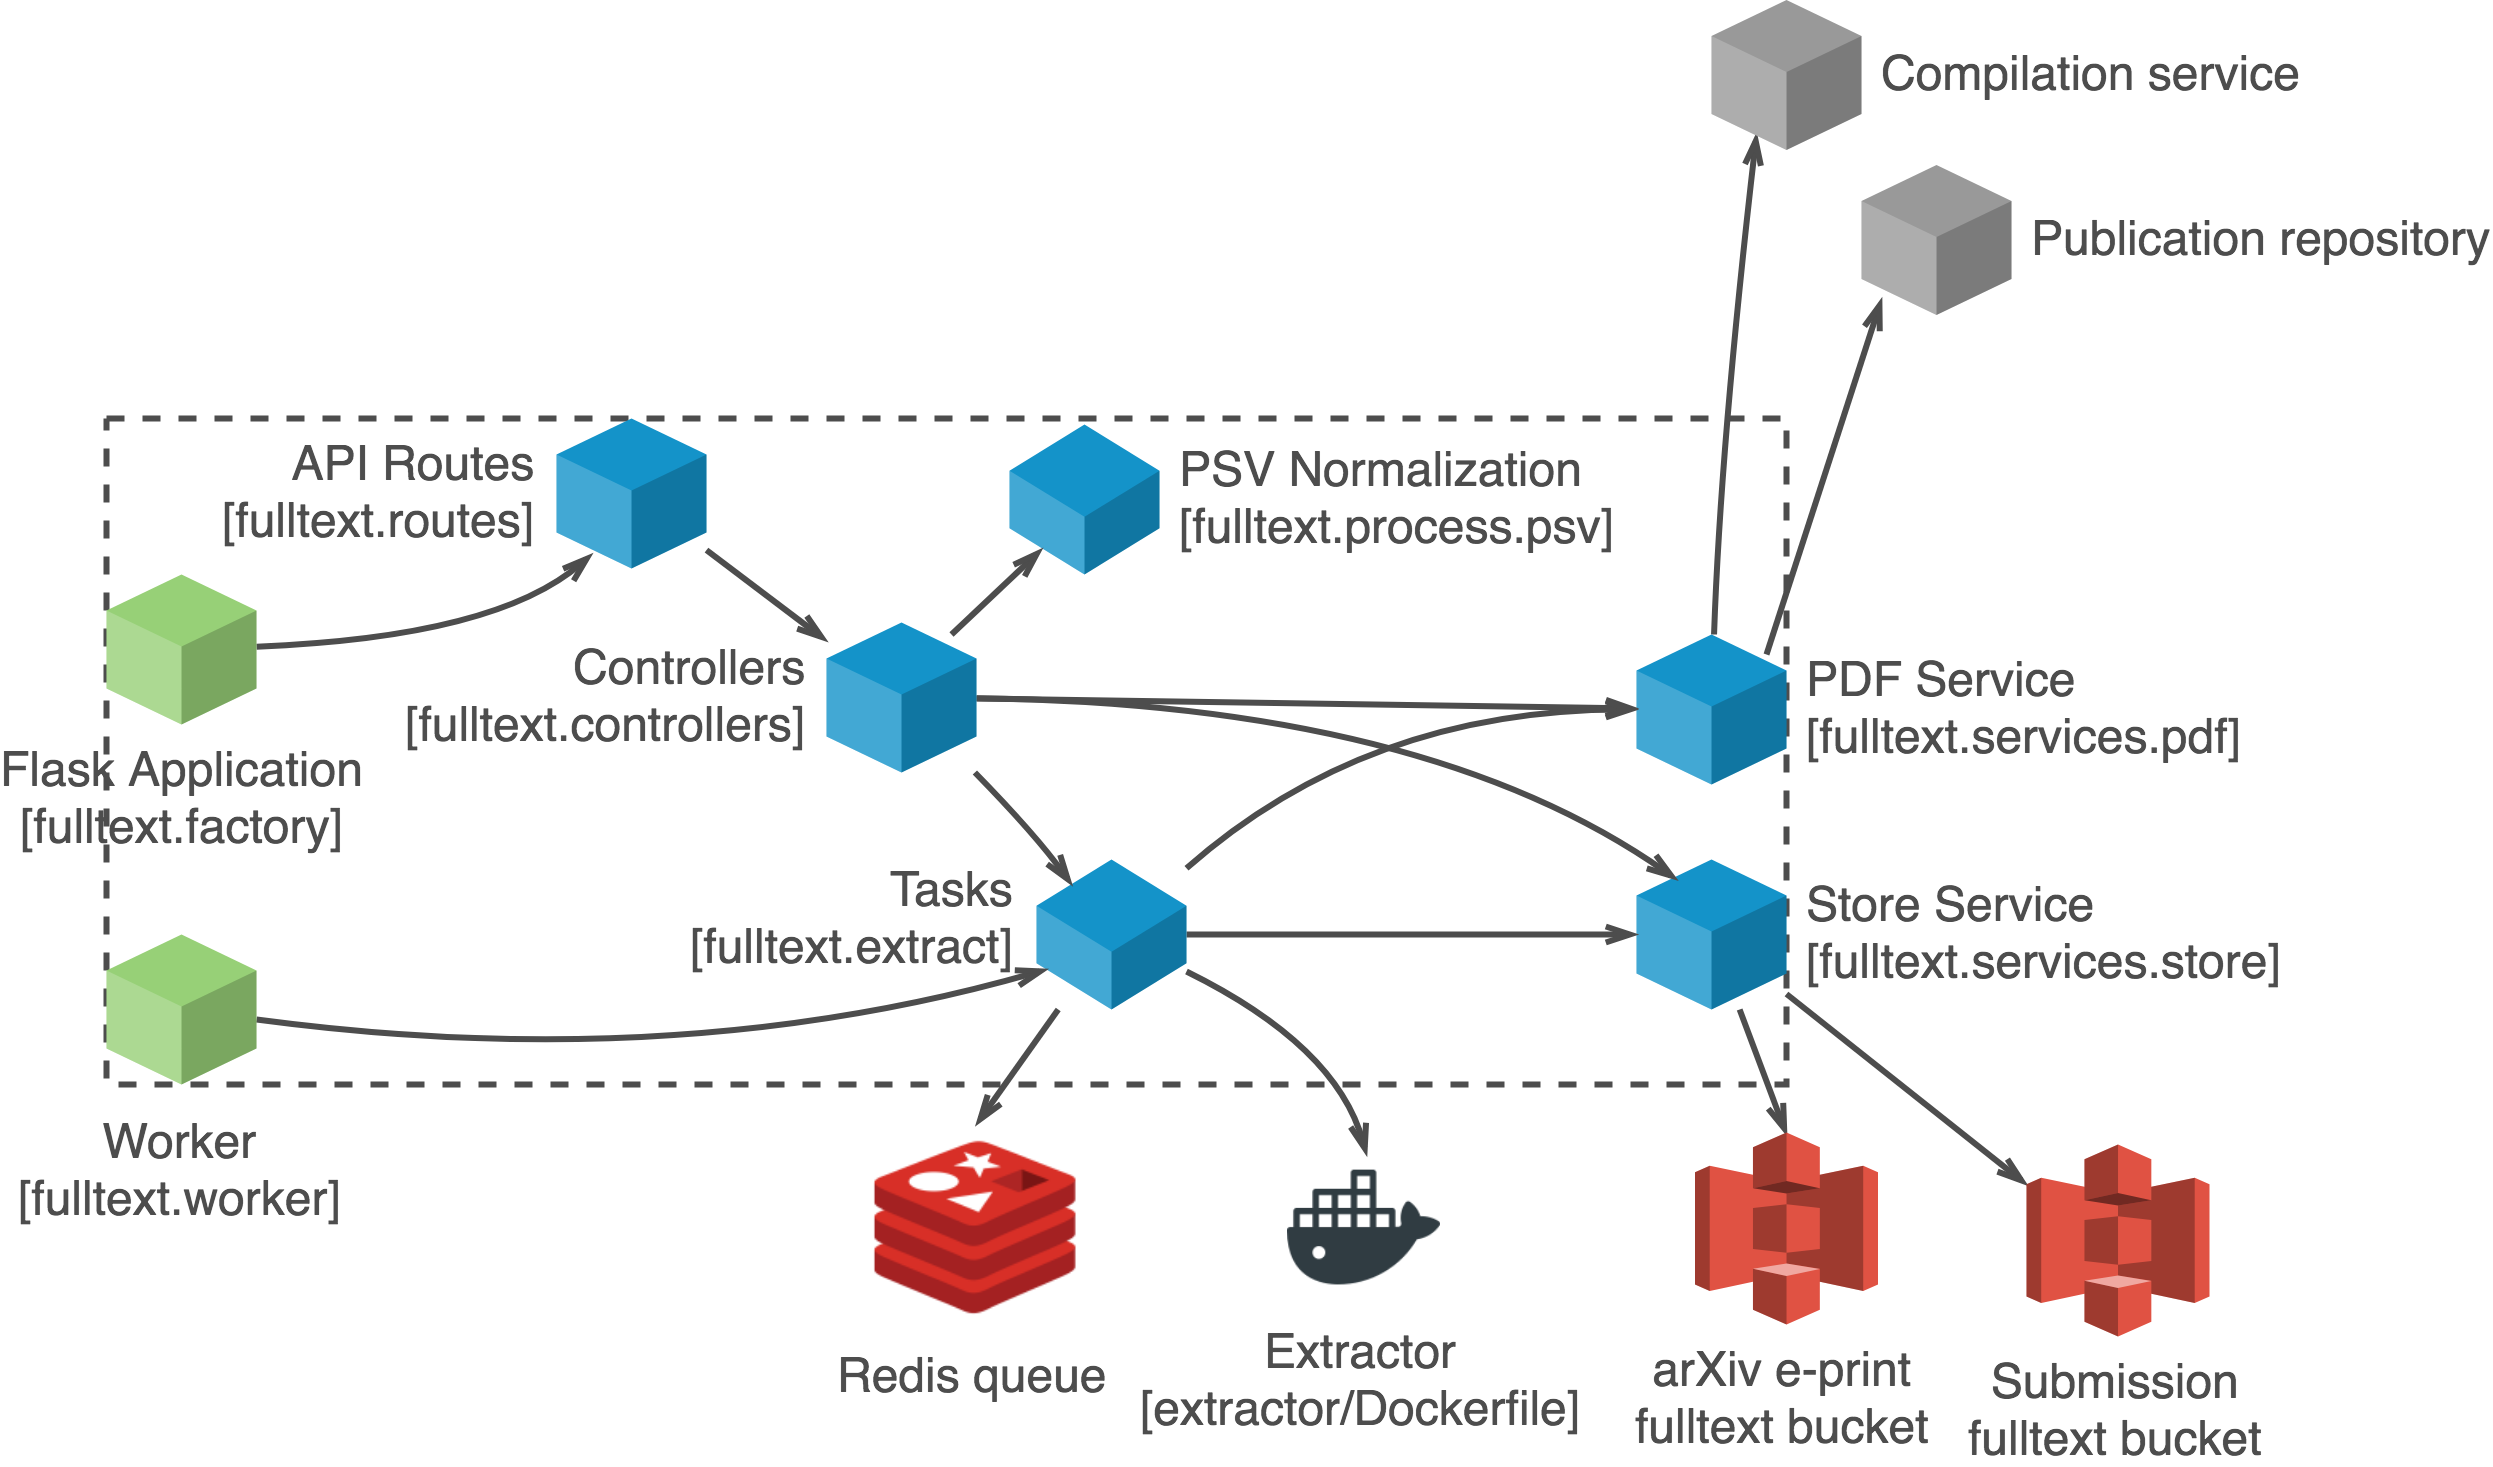 Compilation service
Publication repository
API Routes
[fulltext.routes]
PSV Normalization
[fulltext.process.psv]
Controllers
[fulltext.controllers]
PDF Service
[fulltext.services.pdf]
Flask Application
[fulltext.factory]
Tasks
[fulltext.extract]
Store Service
[fulltext.services.store]
Worker
[fulltext.worker]
Redis queue
Extractor
[extractor/Dockerfile]
arXiv e-print
fulltext bucket
Submission
fulltext bucket